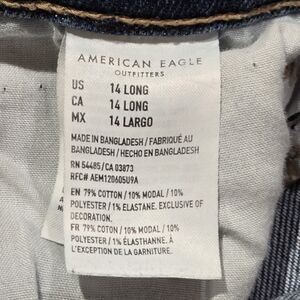 AMERICAN EAGLE
OUTFITTERS
US 14 LONG
CA 14 LONG
MX 14 LARGO
MADE IN BANGLADESH / FABRIQUÉ AU
BANGLADESH / HECHO EN BANGLADESH
RN 54485 / CA 03873
RFC# AEM120605U9A
EN 79% COTTON / 10% MODAL / 10%
POLYESTER / 1% ELASTANE. EXCLUSIVE OF
DECORATION.
FR 79% COTON / 10% MODAL / 10%
POLYESTER / 1% ÉLASTHANNE. À
L'EXCEPTION DE LA GARNITURE.